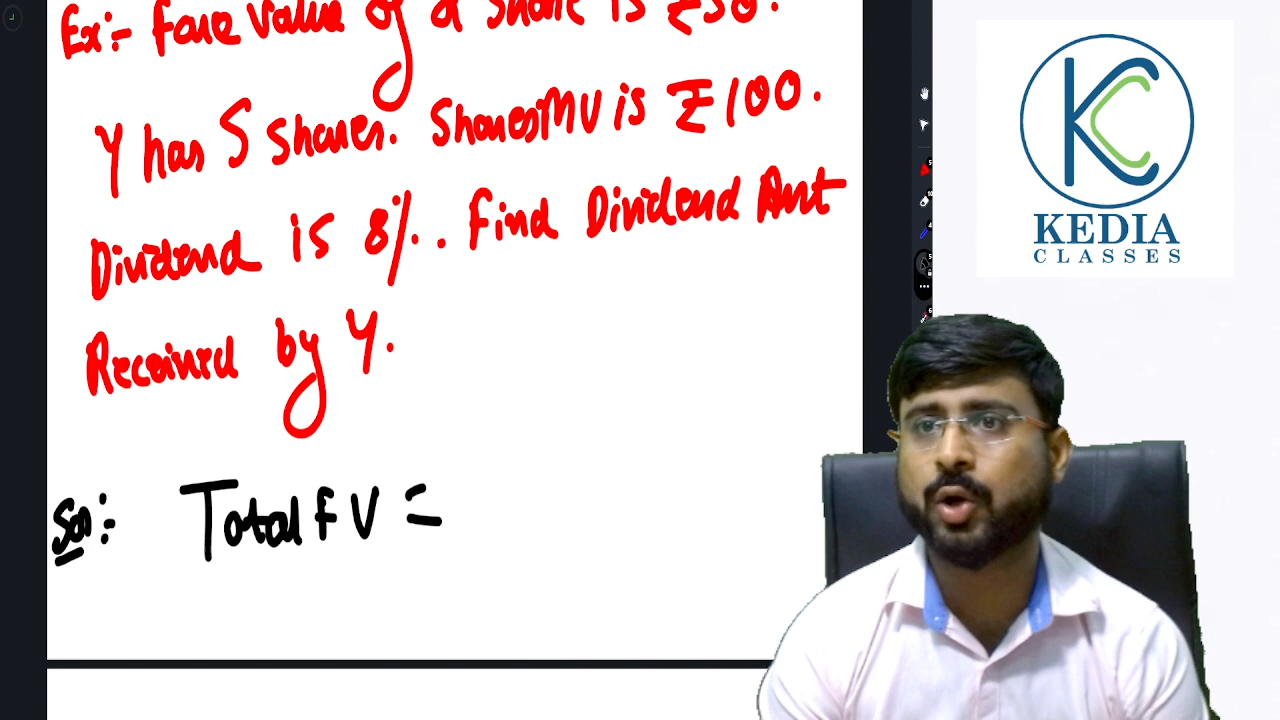 Ex:- Face Value of a Share is ₹50.
Y has 5 Shares. Shares MV is ₹100.
Dividend is 8%. Find Dividend Amt
Received by Y.
Sol:- Total FV =
KEDIA
CLASSES